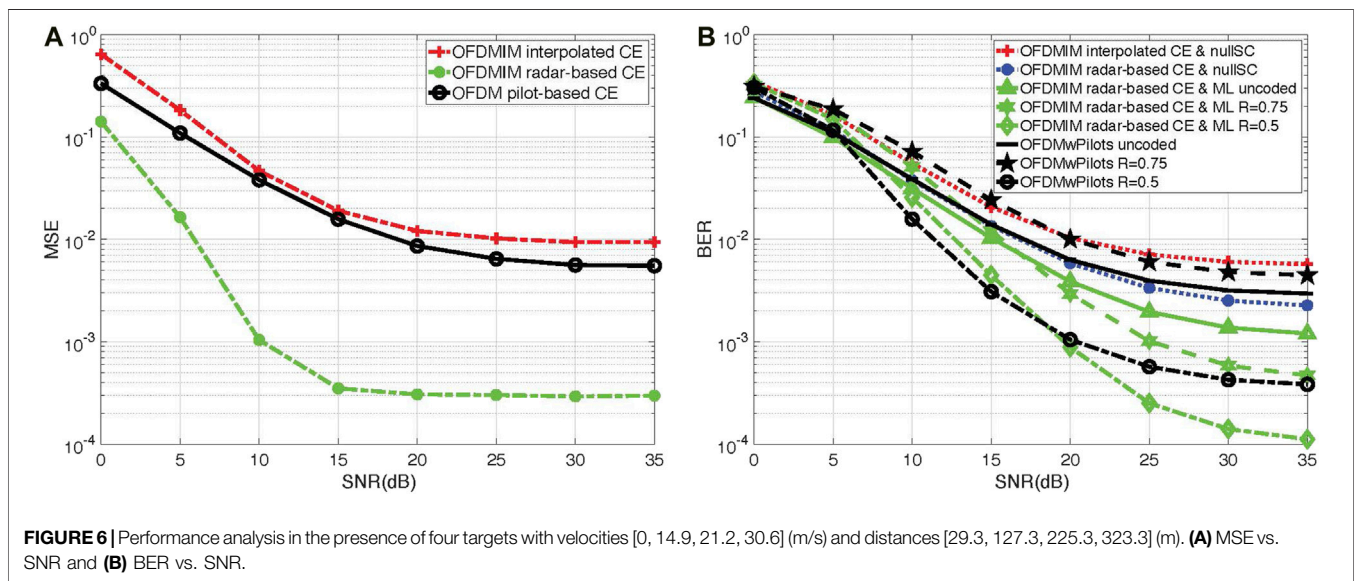 A
10^0
10^-1
10^-2
10^-3
10^-4
MSE
0 5 10 15 20 25 30 35
SNR(dB)
OFDMIM interpolated CE
OFDMIM radar-based CE
OFDM pilot-based CE
B
10^0
10^-1
10^-2
10^-3
10^-4
BER
0 5 10 15 20 25 30 35
SNR(dB)
OFDMIM interpolated CE & nullSC
OFDMIM radar-based CE & nullSC
OFDMIM radar-based CE & ML uncoded
OFDMIM radar-based CE & ML R=0.75
OFDMIM radar-based CE & ML R=0.5
OFDMwPilots uncoded
OFDMwPilots R=0.75
OFDMwPilots R=0.5
FIGURE 6 | Performance analysis in the presence of four targets with velocities [0, 14.9, 21.2, 30.6] (m/s) and distances [29.3, 127.3, 225.3, 323.3] (m). (A) MSE vs.
SNR and (B) BER vs. SNR.